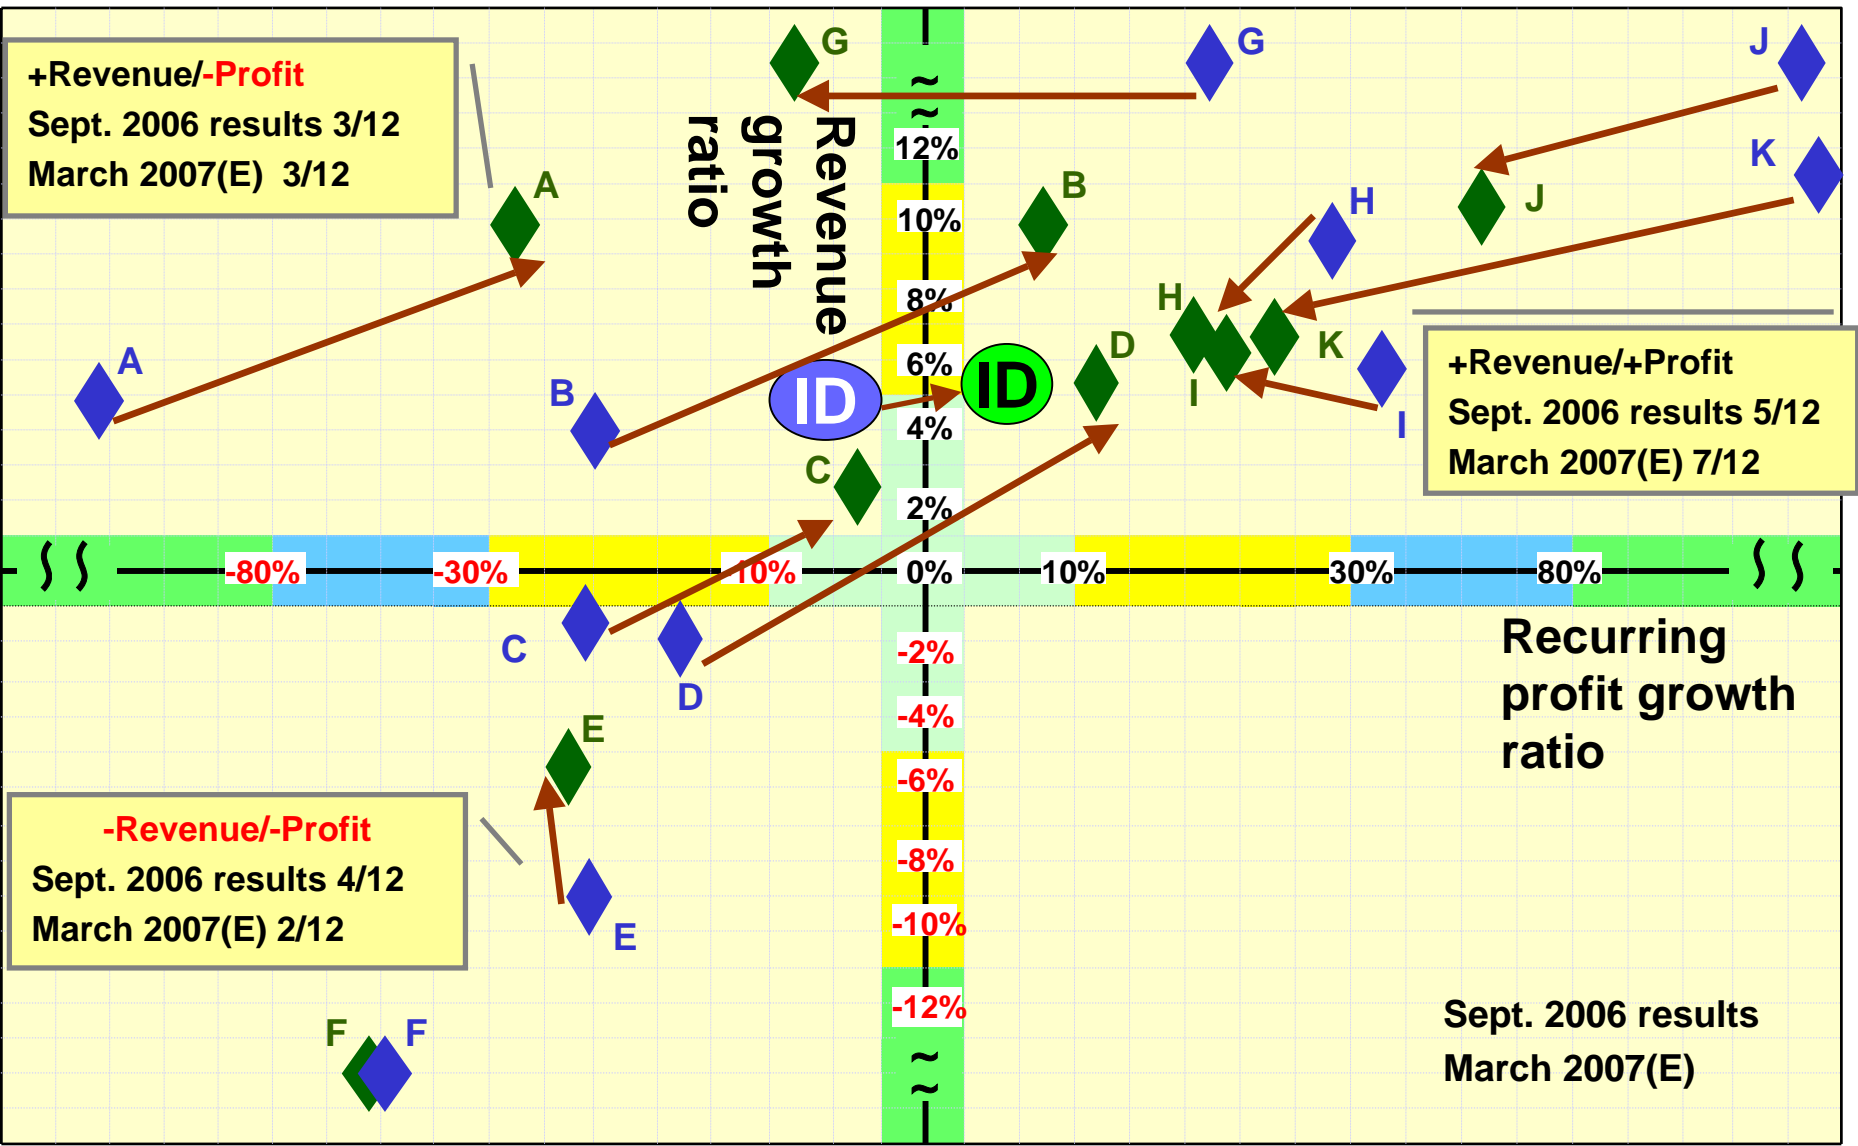 G
G
J
+Revenue/-Profit
Sept. 2006 results 3/12
March 2007(E)  3/12
Revenue
growth
ratio
12%
K
A
B
H
J
10%
8%
H
A
B
ID
ID
6%
D
K
I
I
4%
+Revenue/+Profit
Sept. 2006 results 5/12
March 2007(E) 7/12
C
2%
-80%
-30%
-10%
0%
10%
30%
80%
C
D
-2%
-4%
Recurring
profit growth
ratio
E
-6%
-Revenue/-Profit
Sept. 2006 results 4/12
March 2007(E) 2/12
-8%
-10%
E
-12%
F
F
Sept. 2006 results
March 2007(E)